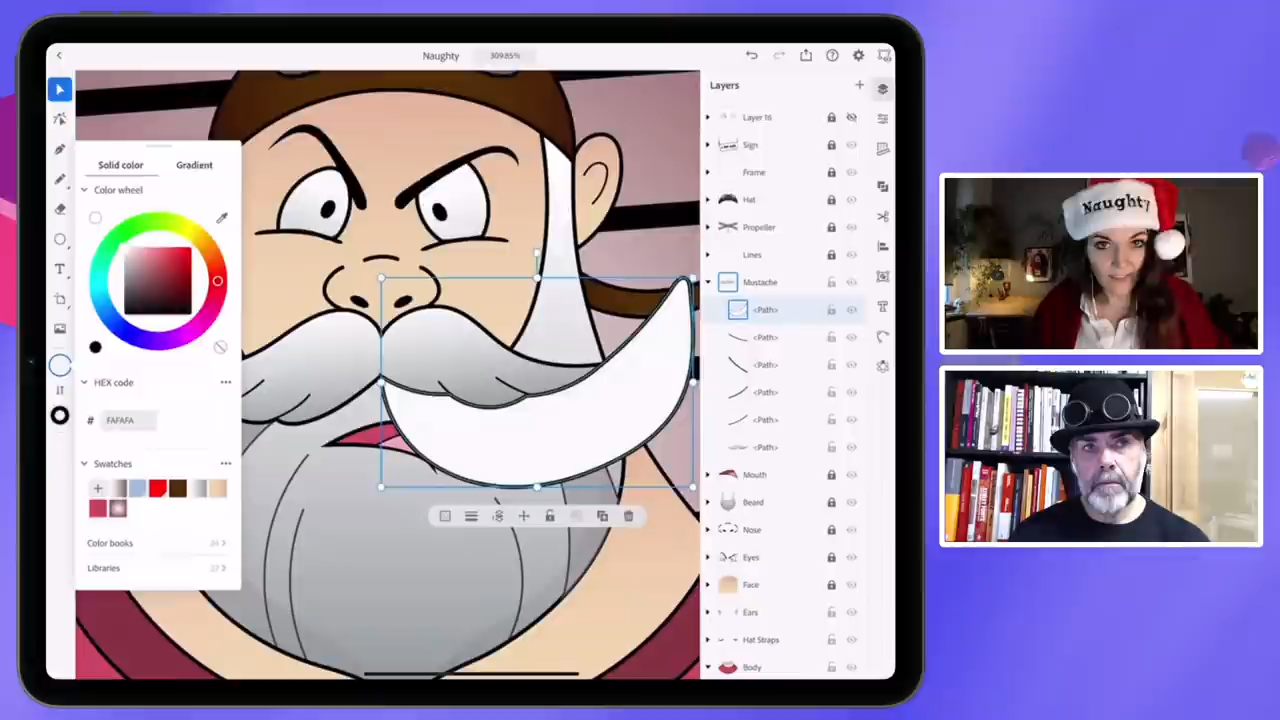 Naughty
309.85%
Layers
Solid color
Gradient
Color wheel
HEX code
#
FAFAFA
Swatches
Color books
Libraries
Layer 16
Sign
Frame
Hat
Propeller
Lines
Mustache
<Path>
<Path>
<Path>
<Path>
<Path>
<Path>
Mouth
Beard
Nose
Eyes
Face
Ears
Hat Straps
Body
Naughty